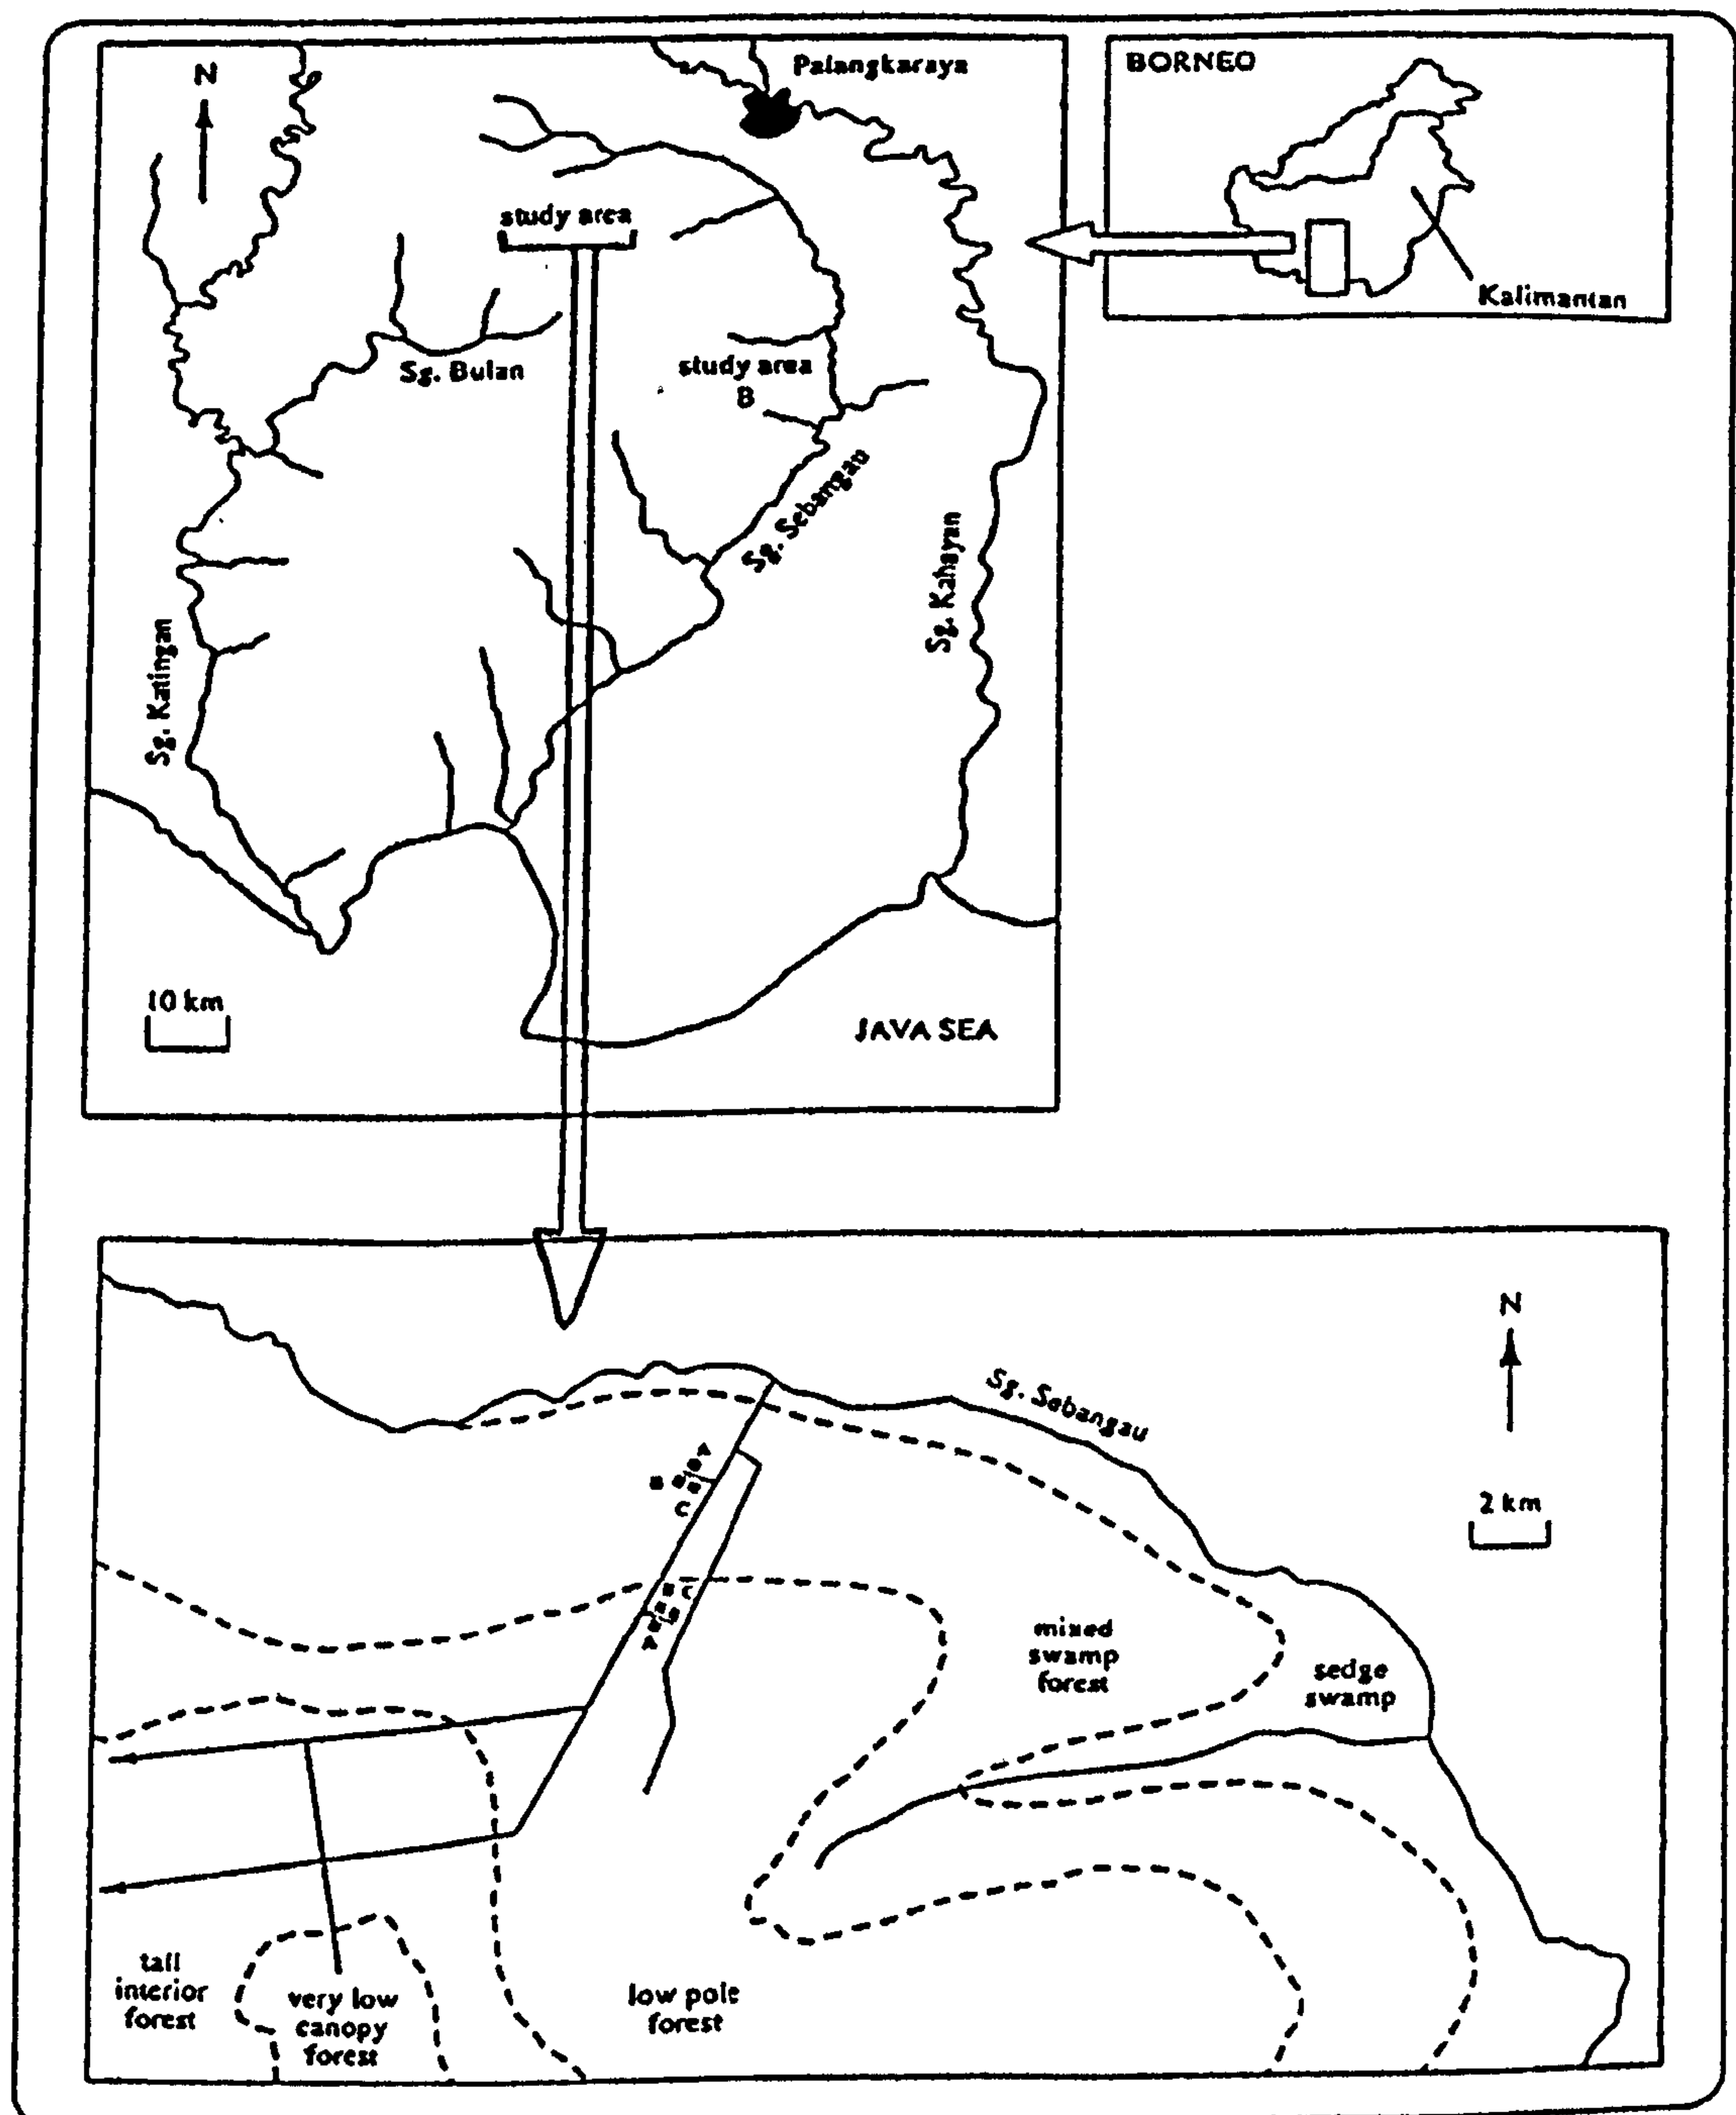 N
Palangkaraya
BORNEO
study area
Kalimantan
Sg. Bulan
study area
B
Sg. Sebangau
Sg. Kahayan
Sg. Katingan
10 km
JAVA SEA
N
Sg. Sebangau
A
B
C
2 km
B C
A
mixed
swamp
forest
sedge
swamp
tall
interior
forest
very low
canopy
forest
low pole
forest